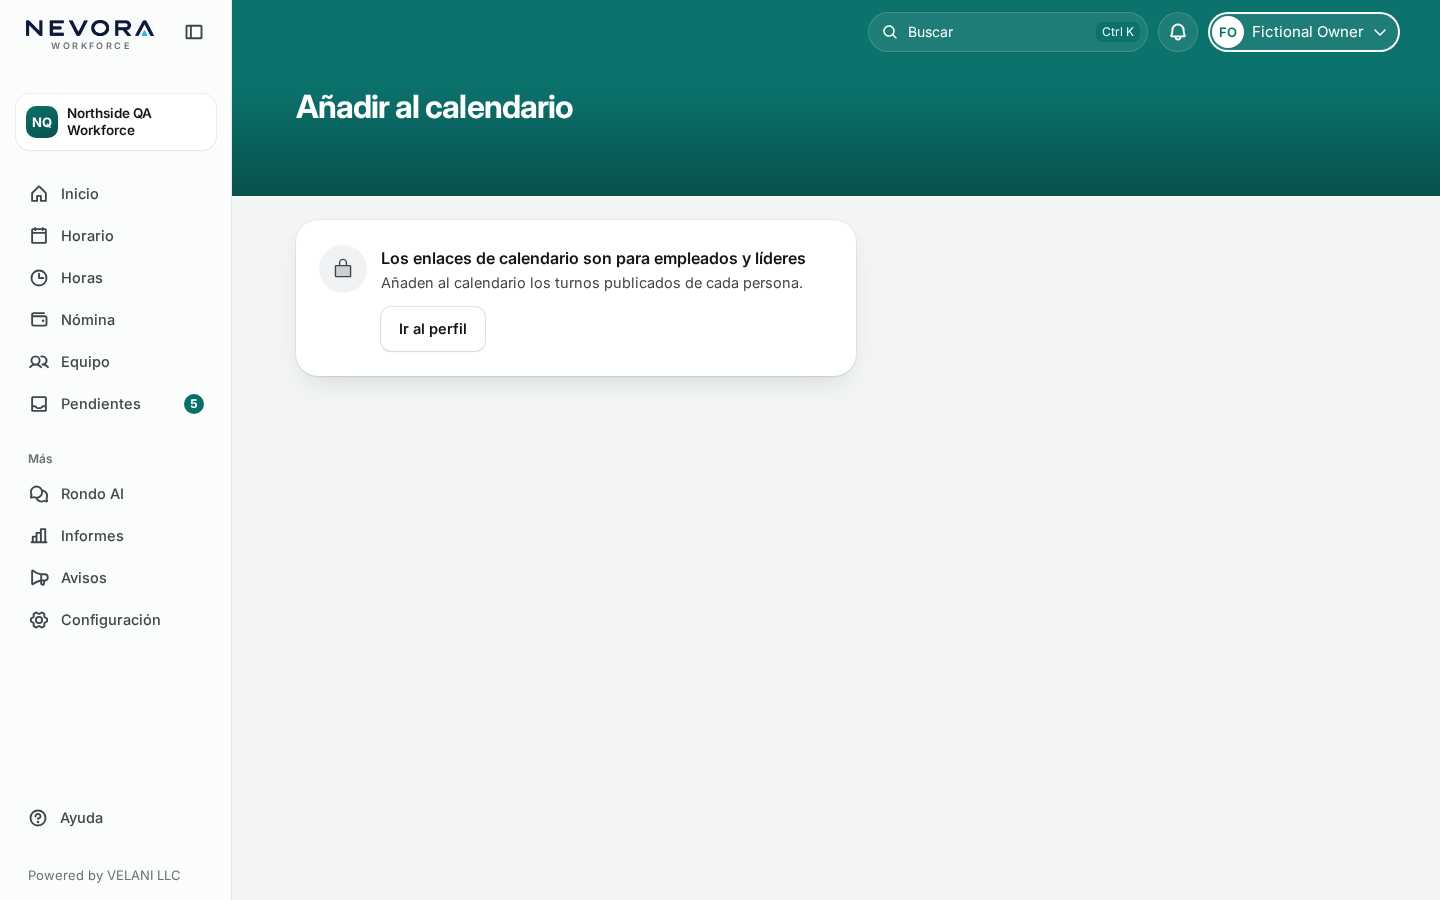 NEVORA
WORKFORCE
Buscar
Ctrl K
FO
Fictional Owner
Añadir al calendario
NQ
Northside QA
Workforce
Inicio
Horario
Horas
Nómina
Equipo
Pendientes
5
Más
Rondo AI
Informes
Avisos
Configuración
Ayuda
Powered by VELANI LLC
Los enlaces de calendario son para empleados y líderes
Añaden al calendario los turnos publicados de cada persona.
Ir al perfil